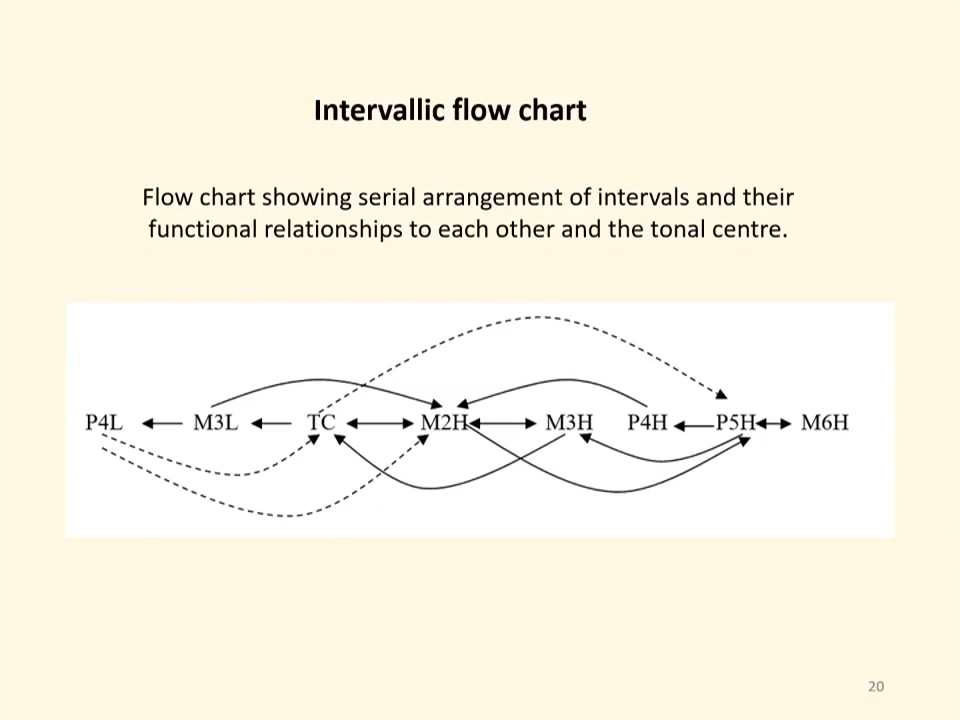 Intervallic flow chart
Flow chart showing serial arrangement of intervals and their
functional relationships to each other and the tonal centre.
P4L M3L TC M2H M3H P4H P5H M6H
20